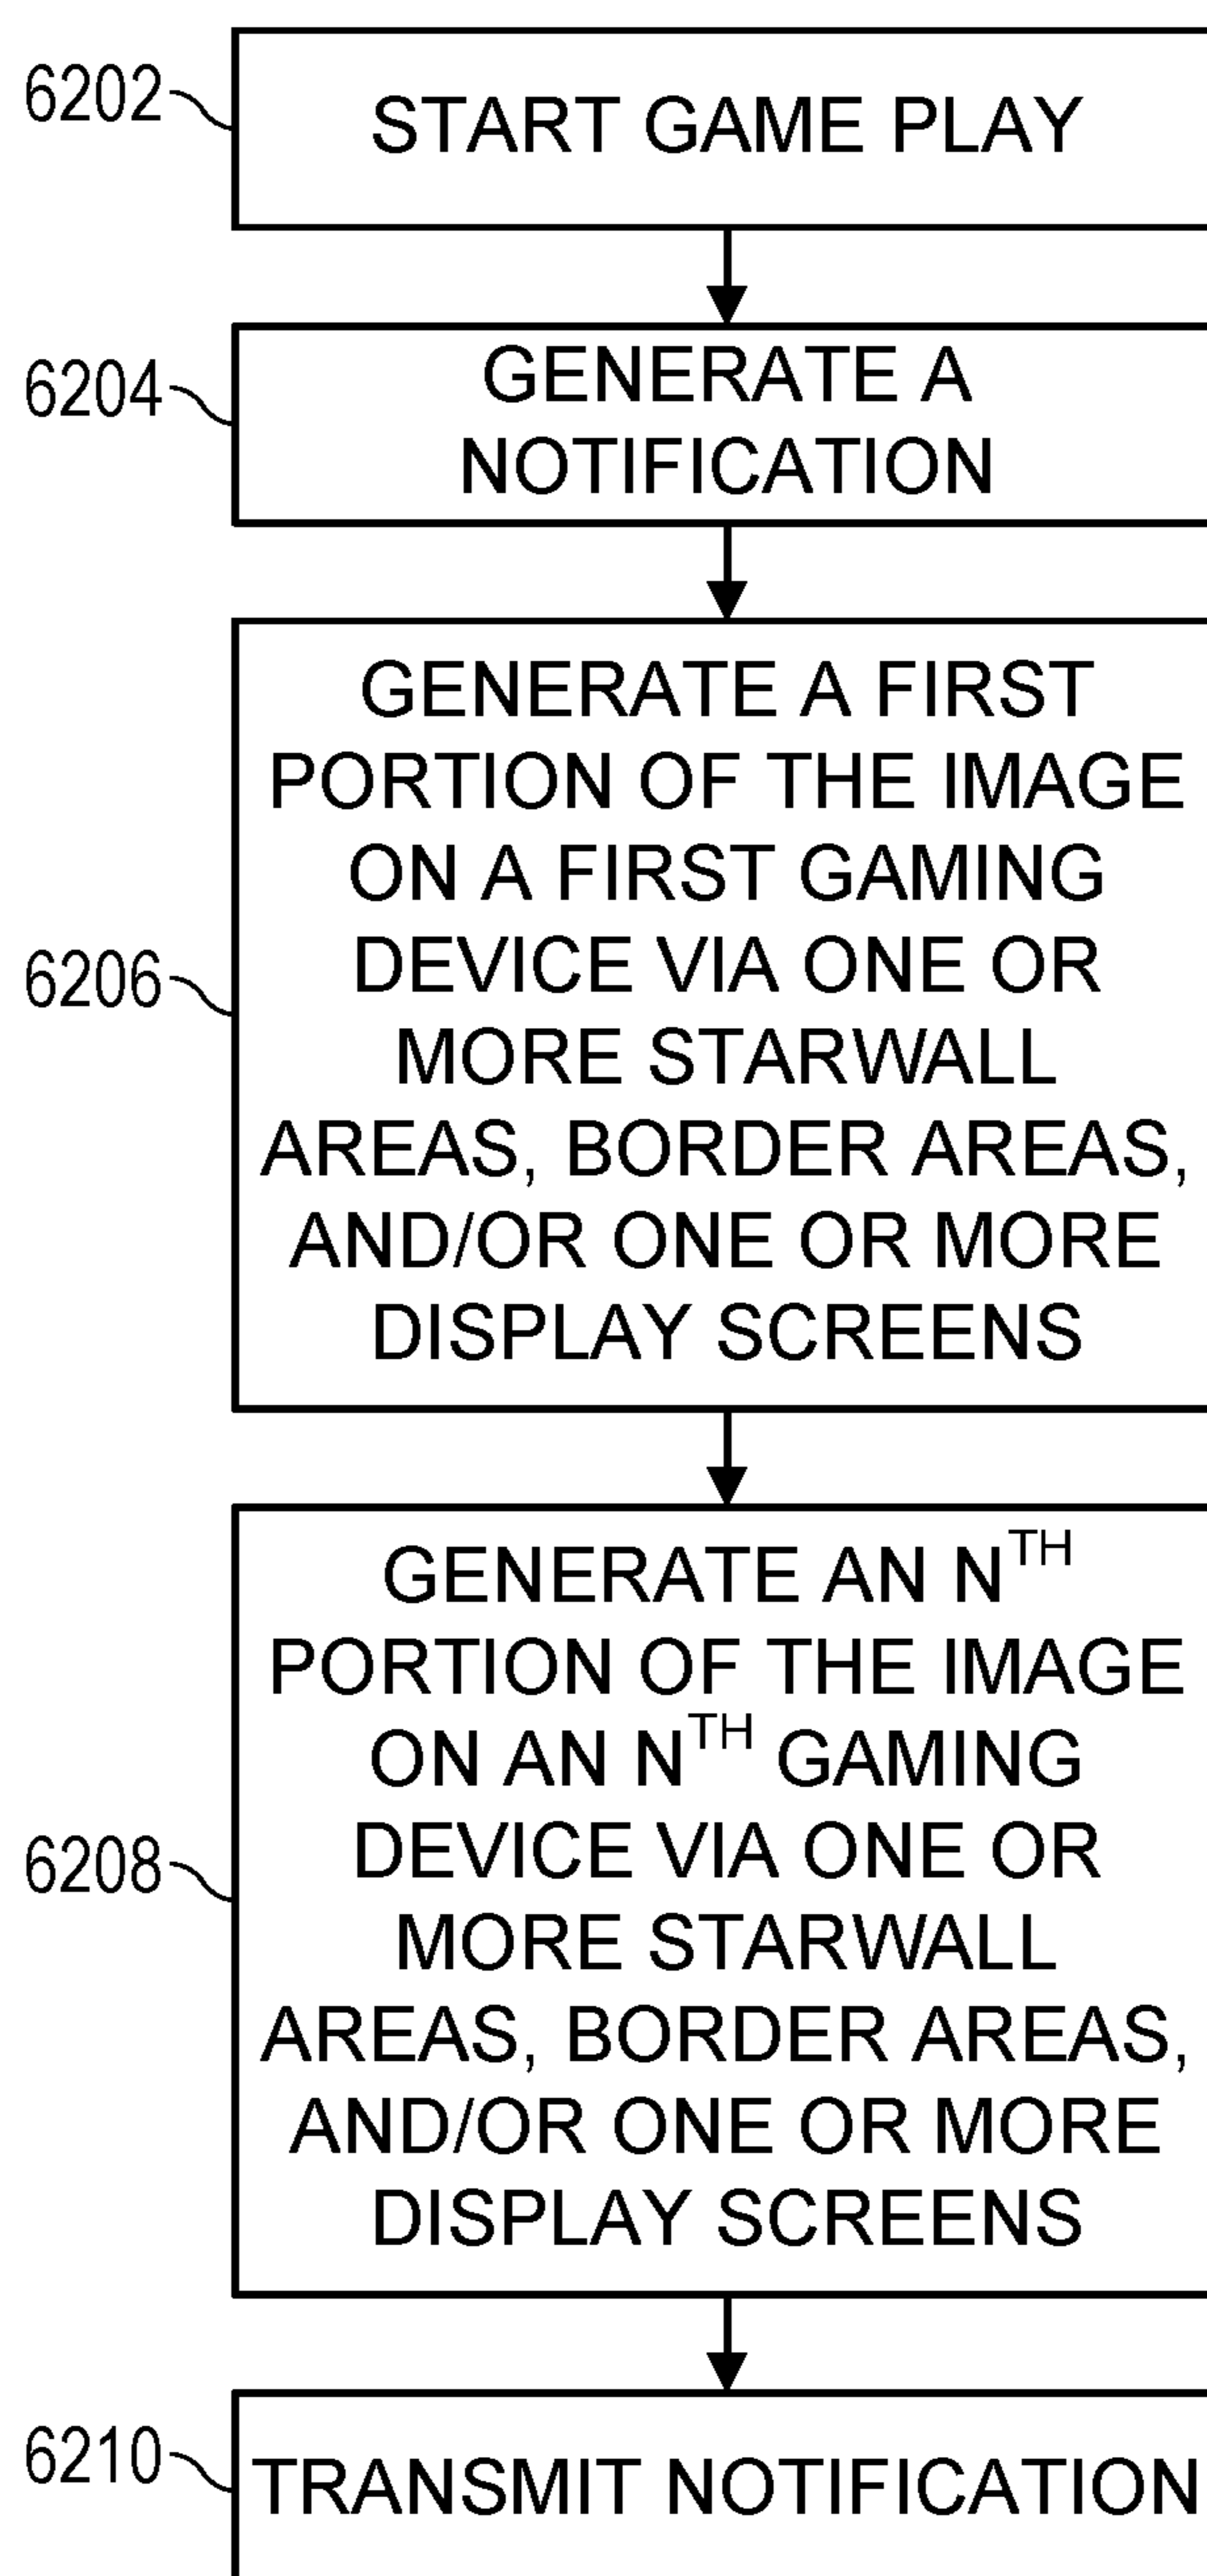 6202
START GAME PLAY
6204
GENERATE A
NOTIFICATION
6206
GENERATE A FIRST
PORTION OF THE IMAGE
ON A FIRST GAMING
DEVICE VIA ONE OR
MORE STARWALL
AREAS, BORDER AREAS,
AND/OR ONE OR MORE
DISPLAY SCREENS
6208
GENERATE AN N^TH
PORTION OF THE IMAGE
ON AN N^TH GAMING
DEVICE VIA ONE OR
MORE STARWALL
AREAS, BORDER AREAS,
AND/OR ONE OR MORE
DISPLAY SCREENS
6210
TRANSMIT NOTIFICATION